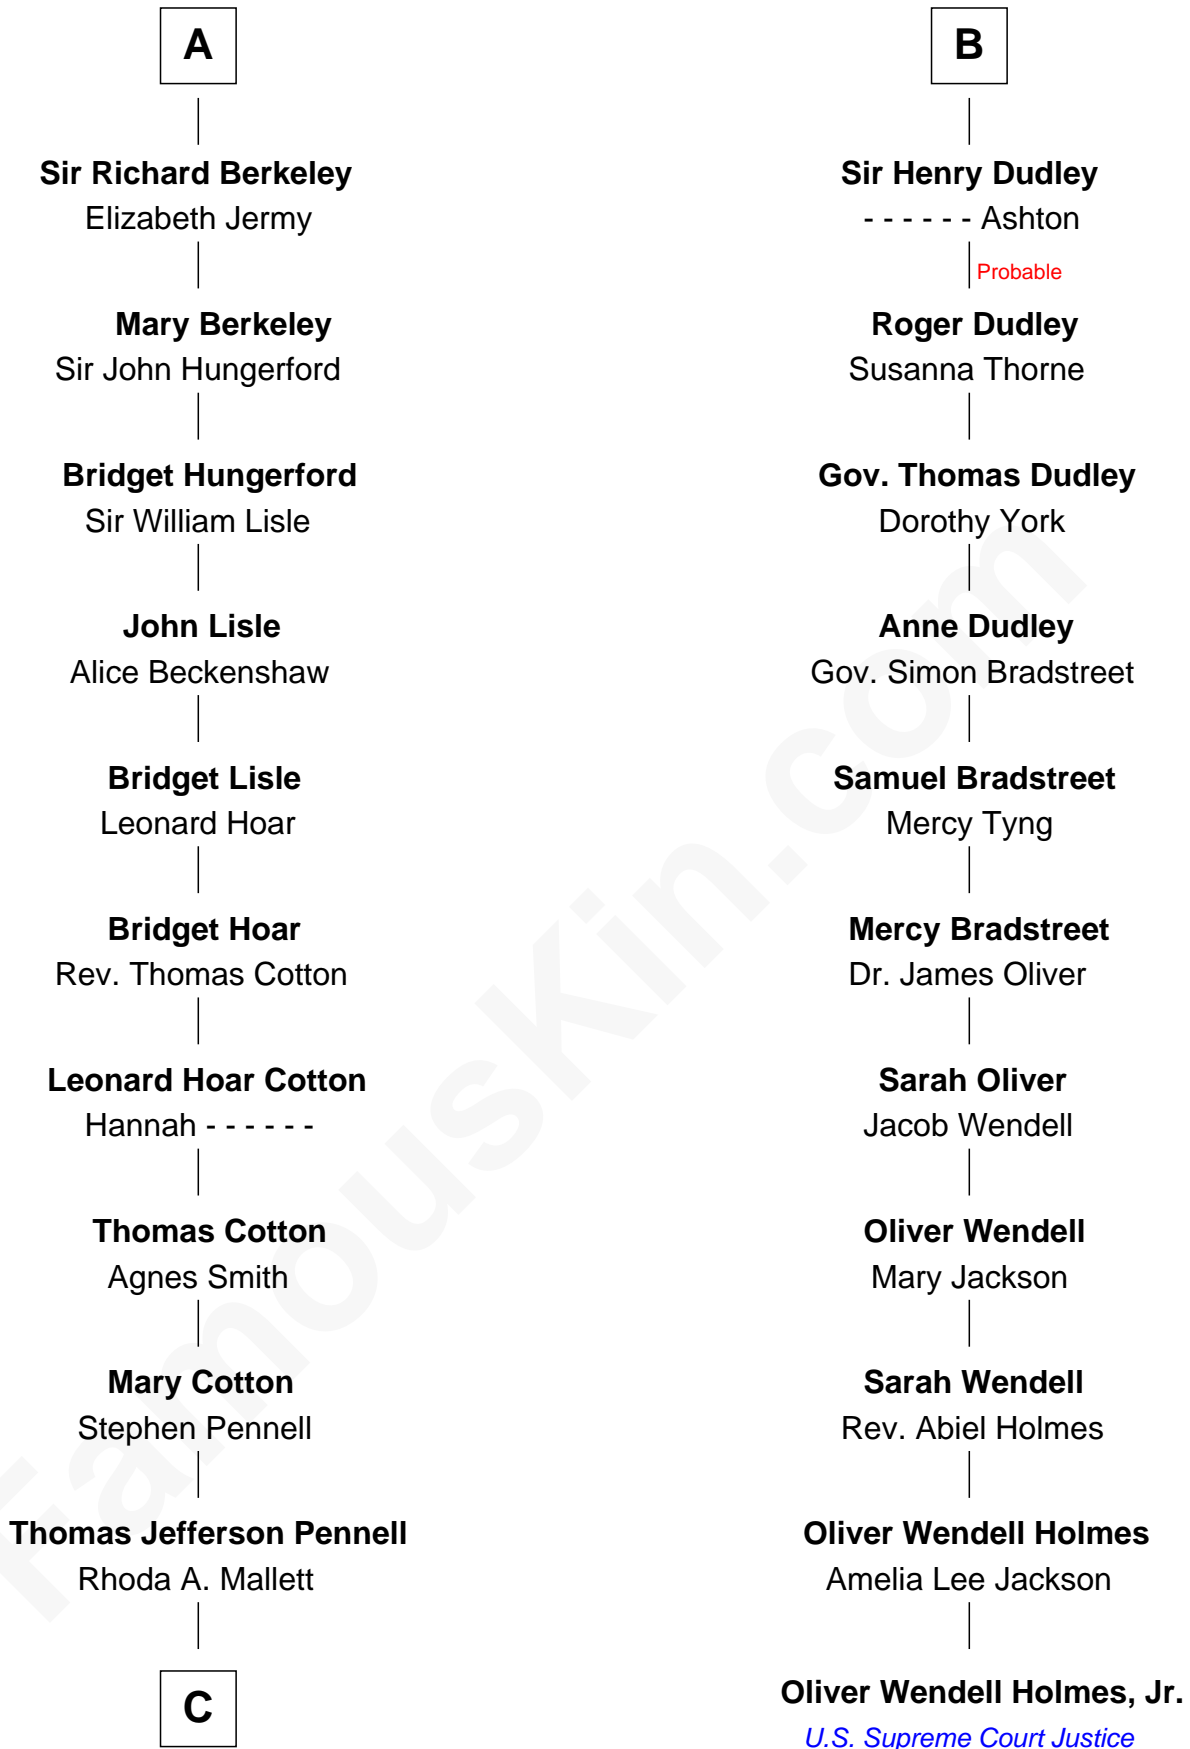 A
Sir Richard Berkeley
Elizabeth Jermy
Mary Berkeley
Sir John Hungerford
Bridget Hungerford
Sir William Lisle
John Lisle
Alice Beckenshaw
Bridget Lisle
Leonard Hoar
Bridget Hoar
Rev. Thomas Cotton
Leonard Hoar Cotton
Hannah - - - - - -
Thomas Cotton
Agnes Smith
Mary Cotton
Stephen Pennell
Thomas Jefferson Pennell
Rhoda A. Mallett
C
B
Sir Henry Dudley
- - - - - - Ashton
Probable
Roger Dudley
Susanna Thorne
Gov. Thomas Dudley
Dorothy York
Anne Dudley
Gov. Simon Bradstreet
Samuel Bradstreet
Mercy Tyng
Mercy Bradstreet
Dr. James Oliver
Sarah Oliver
Jacob Wendell
Oliver Wendell
Mary Jackson
Sarah Wendell
Rev. Abiel Holmes
Oliver Wendell Holmes
Amelia Lee Jackson
Oliver Wendell Holmes, Jr.
U.S. Supreme Court Justice
FamousKin.com